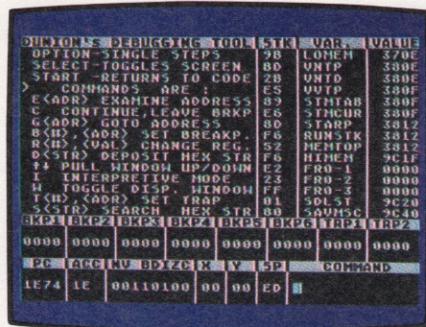 DUNION'S DEBUGGING TOOL STK VAR. VALUE
OPTION-SINGLE STEPS 98 LOMEM 370E
SELECT-TOGGLES SCREEN 8D VNTP 380E
START -RETURNS TO CODE 28 VNTD 380E
> COMMANDS ARE : E5 VVTP 380F
E<ADR> EXAMINE ADDRESS 89 STMTAB 380F
C CONTINUE,LEAVE BRKP E6 STMCUR 380F
G<ADR> GOTO ADDRESS 8D STARP 3812
B<#>,<ADR> SET BREAKP. F6 RUNSTK 3812
R<#>,<VAL> CHANGE REG. 52 MEMTOP 3812
D<STR> DEPOSIT HEX STR F6 HIMEM 9C1F
↑↓ PULL WINDOW UP/DOWN E2 FR0-1 0000
I INTERPRETIVE MODE 23 FR0-2 0000
W TOGGLE DISP. WINDOW FF FR0-3 0000
T<#>,<ADR> SET TRAP 01 SDLST 9C20
S<STR> SEARCH HEX STR 80 SAVMSC 9C40
BKP1 BKP2 BKP3 BKP4 BKP5 BKP6 TRP1 TRP2
0000 0000 0000 0000 0000 0000 0000 0000
PC ACC NV BDIZC X Y SP COMMAND
1E74 1E 00110100 00 00 ED